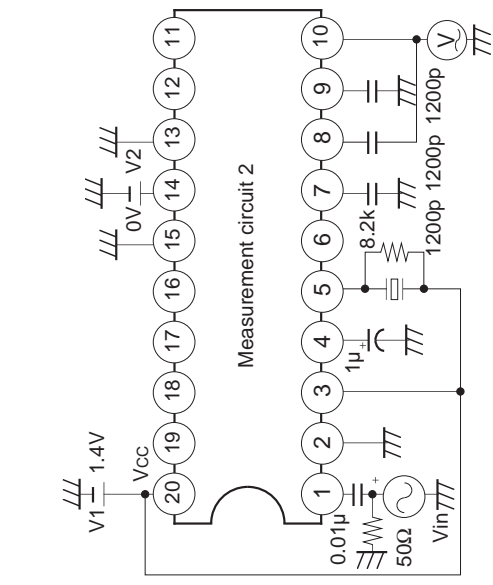 11
12
13
14
15
16
17
18
19
20
10
9
8
7
6
5
4
3
2
1
Measurement circuit 2
V2
0V
V1
1.4V
Vcc
V
1200p
1200p
1200p
1200p
8.2k
1μ
+
0.01μ
+
50Ω
Vin